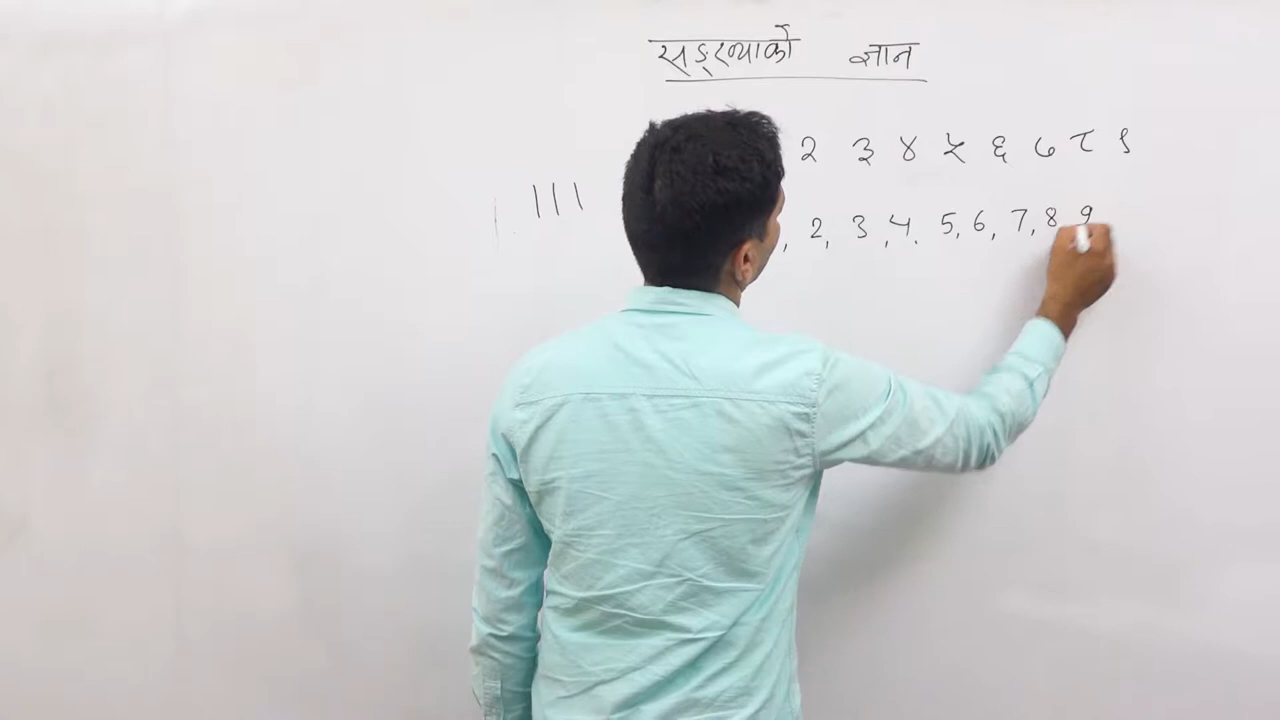 सङ्ख्याको ज्ञान
२ ३ ४ ५ ६ ७ ८ ९
|||
, 2, 3, 4, 5, 6, 7, 8, 9